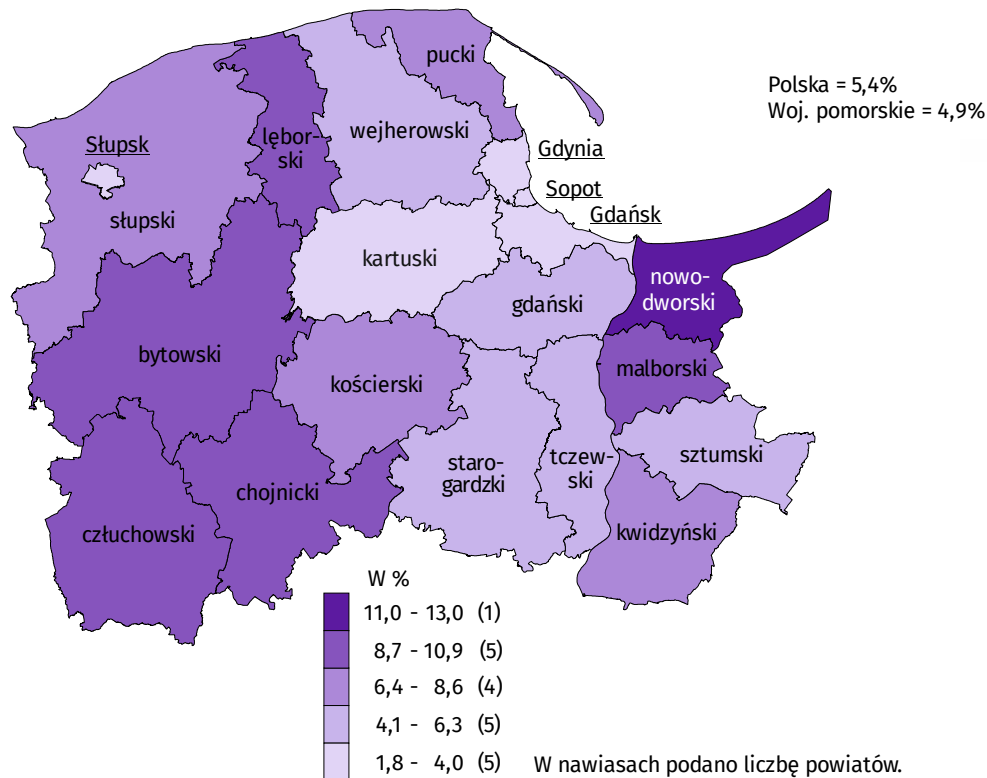 pucki
Polska = 5,4%
Woj. pomorskie = 4,9%
lębor-
ski
wejherowski
Słupsk
Gdynia
Sopot
Gdańsk
słupski
kartuski
nowo-
dworski
gdański
bytowski
kościerski
malborski
staro-
gardzki
tczew-
ski
sztumski
chojnicki
człuchowski
kwidzyński
W %
11,0 - 13,0 (1)
8,7 - 10,9 (5)
6,4 - 8,6 (4)
4,1 - 6,3 (5)
1,8 - 4,0 (5)
W nawiasach podano liczbę powiatów.